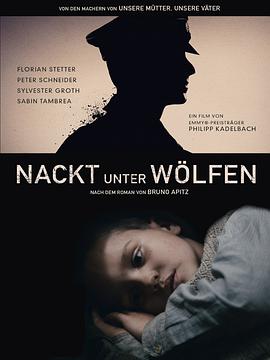 VON DEN MACHERN VON UNSERE MÜTTER, UNSERE VÄTER
FLORIAN STETTER
PETER SCHNEIDER
SYLVESTER GROTH
SABIN TAMBREA
EIN FILM VON
EMMY®-PREISTRÄGER
PHILIPP KADELBACH
NACKT UNTER WÖLFEN
NACH DEM ROMAN VON BRUNO APITZ